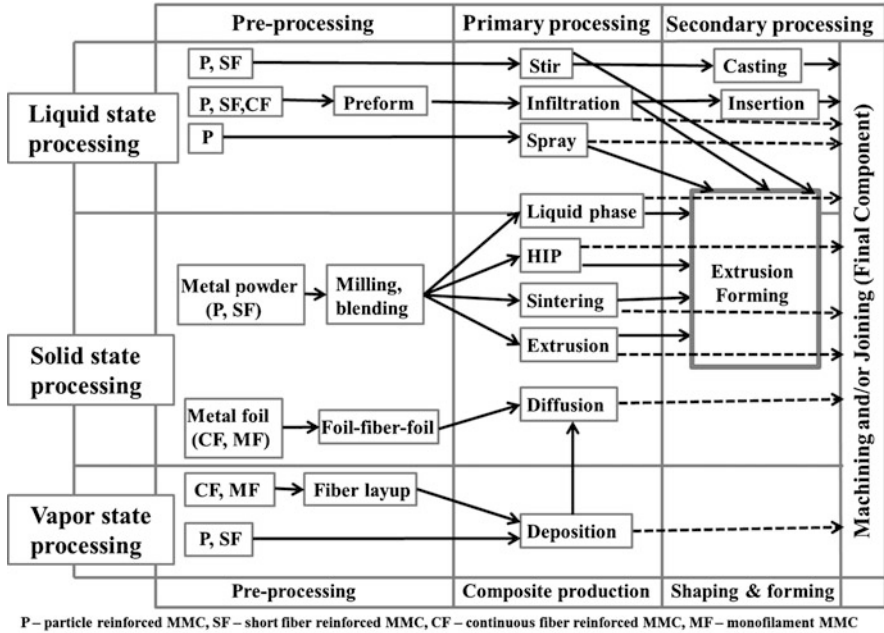 Pre-processing
Primary processing
Secondary processing
Liquid state
processing
P, SF
Stir
Casting
P, SF,CF
Preform
Infiltration
Insertion
P
Spray
Solid state
processing
Metal powder
(P, SF)
Milling,
blending
Liquid phase
HIP
Sintering
Extrusion
Extrusion
Forming
Metal foil
(CF, MF)
Foil-fiber-foil
Diffusion
Vapor state
processing
CF, MF
Fiber layup
P, SF
Deposition
Machining and/or Joining (Final Component)
Pre-processing
Composite production
Shaping & forming
P – particle reinforced MMC, SF – short fiber reinforced MMC, CF – continuous fiber reinforced MMC, MF – monofilament MMC